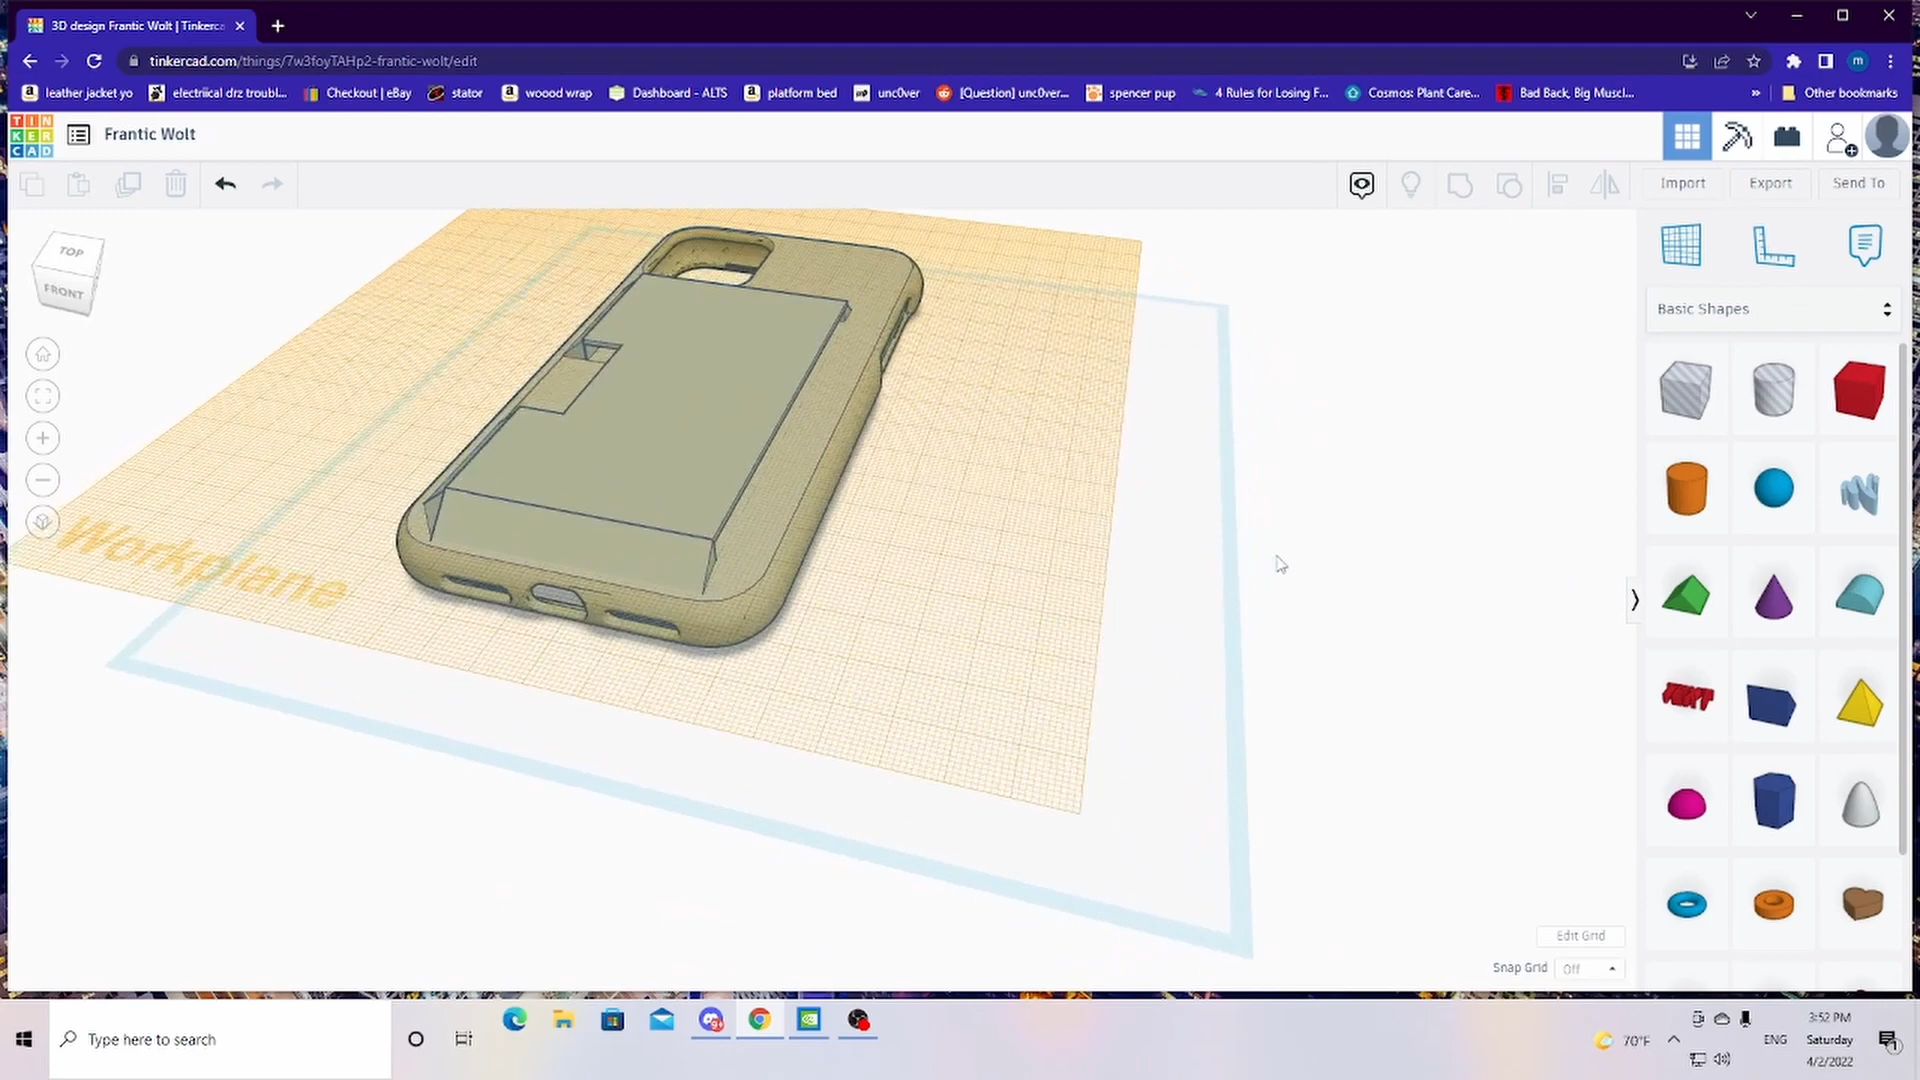 3D design Frantic Wolt | Tinkerca
tinkercad.com/things/7w3foyTAHp2-frantic-wolt/edit
m
leather jacket yo
electriical drz troubl...
Checkout | eBay
stator
woood wrap
Dashboard - ALTS
platform bed
unc0ver
[Question] unc0ver...
spencer pup
4 Rules for Losing F...
Cosmos: Plant Care...
Bad Back, Big Muscl...
»
Other bookmarks
TIN
KER
CAD
Frantic Wolt
Import
Export
Send To
TOP
FRONT
Workplane
Basic Shapes
TEXT
Edit Grid
Snap Grid
Off
Type here to search
9+
70°F
ENG
3:52 PM
Saturday
4/2/2022
1